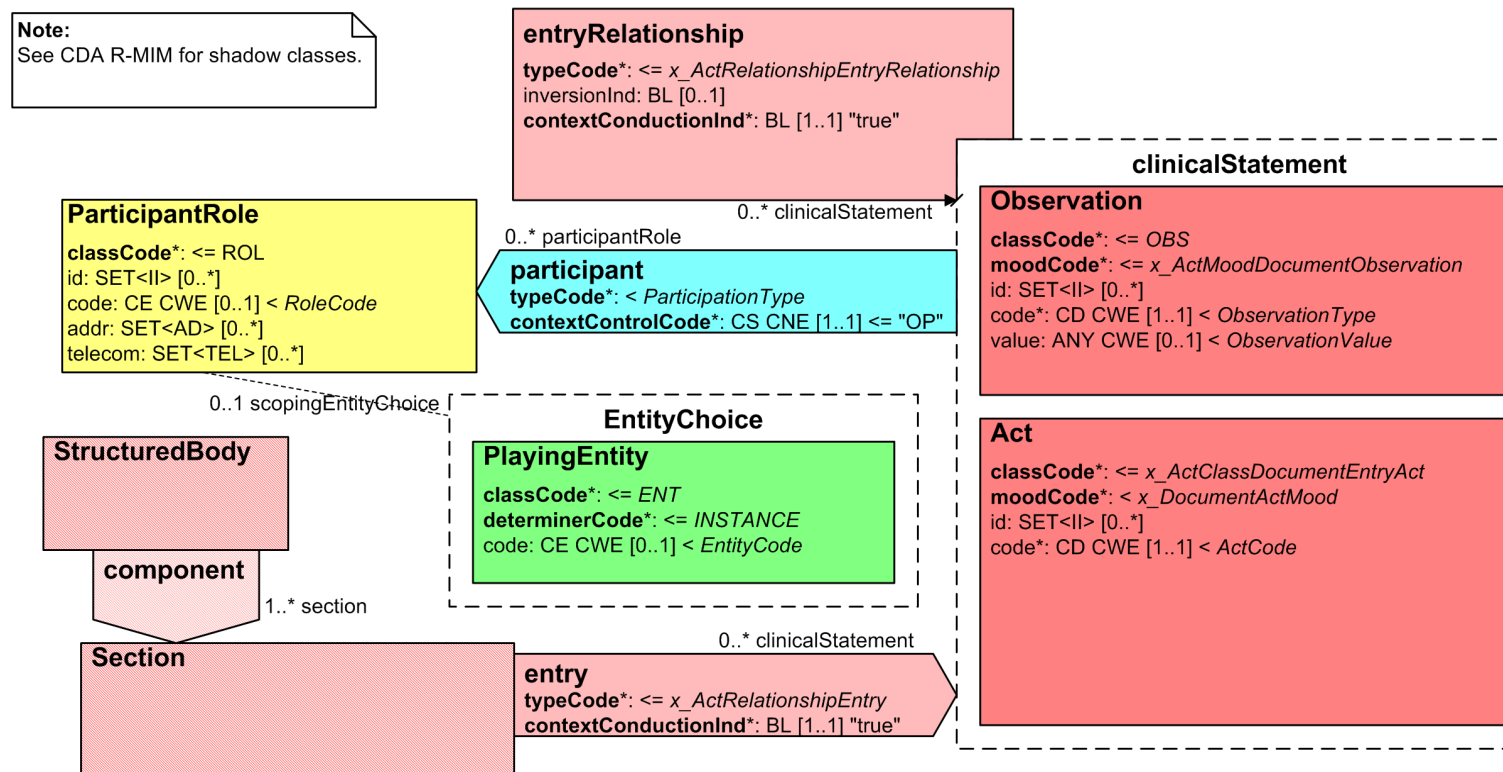 Note:
See CDA R-MIM for shadow classes.
entryRelationship
typeCode*: <= x_ActRelationshipEntryRelationship
inversionInd: BL [0..1]
contextConductionInd*: BL [1..1] "true"
0..* clinicalStatement
clinicalStatement
Observation
classCode*: <= OBS
moodCode*: <= x_ActMoodDocumentObservation
id: SET<II> [0..*]
code*: CD CWE [1..1] < ObservationType
value: ANY CWE [0..1] < ObservationValue
ParticipantRole
classCode*: <= ROL
id: SET<II> [0..*]
code: CE CWE [0..1] < RoleCode
addr: SET<AD> [0..*]
telecom: SET<TEL> [0..*]
0..* participantRole
participant
typeCode*: < ParticipationType
contextControlCode*: CS CNE [1..1] <= "OP"
0..1 scopingEntityChoice
EntityChoice
PlayingEntity
classCode*: <= ENT
determinerCode*: <= INSTANCE
code: CE CWE [0..1] < EntityCode
Act
classCode*: <= x_ActClassDocumentEntryAct
moodCode*: < x_DocumentActMood
id: SET<II> [0..*]
code*: CD CWE [1..1] < ActCode
StructuredBody
component
1..* section
Section
0..* clinicalStatement
entry
typeCode*: <= x_ActRelationshipEntry
contextConductionInd*: BL [1..1] "true"